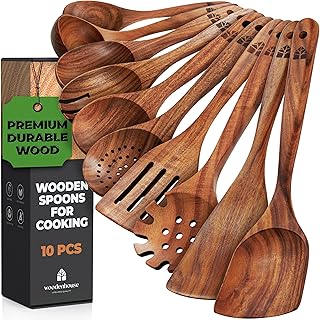 PREMIUM
DURABLE
WOOD
WOODEN
SPOONS
FOR
COOKING
10 PCS
woodenhouse